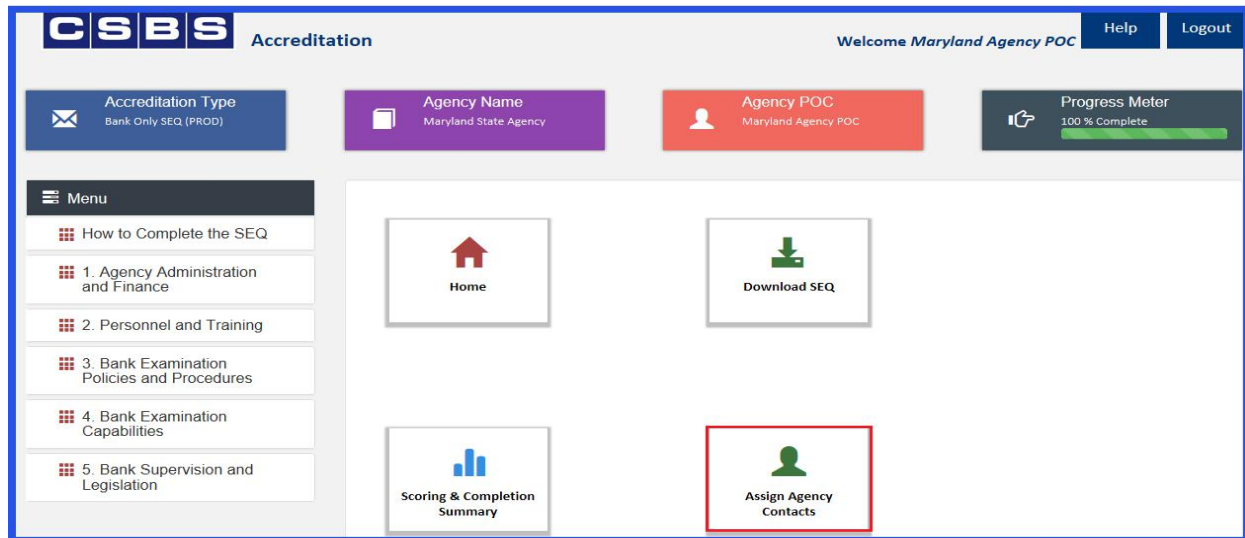 CSBS Accreditation
Welcome Maryland Agency POC
Help
Logout
Accreditation Type
Bank Only SEQ (PROD)
Agency Name
Maryland State Agency
Agency POC
Maryland Agency POC
Progress Meter
100 % Complete
Menu
How to Complete the SEQ
1. Agency Administration
and Finance
2. Personnel and Training
3. Bank Examination
Policies and Procedures
4. Bank Examination
Capabilities
5. Bank Supervision and
Legislation
Home
Download SEQ
Scoring & Completion
Summary
Assign Agency
Contacts